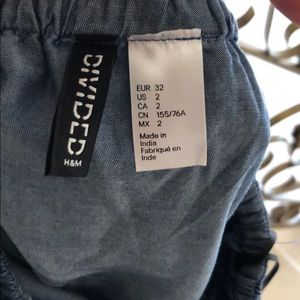 DIVIDED
H&M
EUR 32
US 2
CA 2
CN 155/76A
MX 2
Made in
India
Fabriqué en
Inde